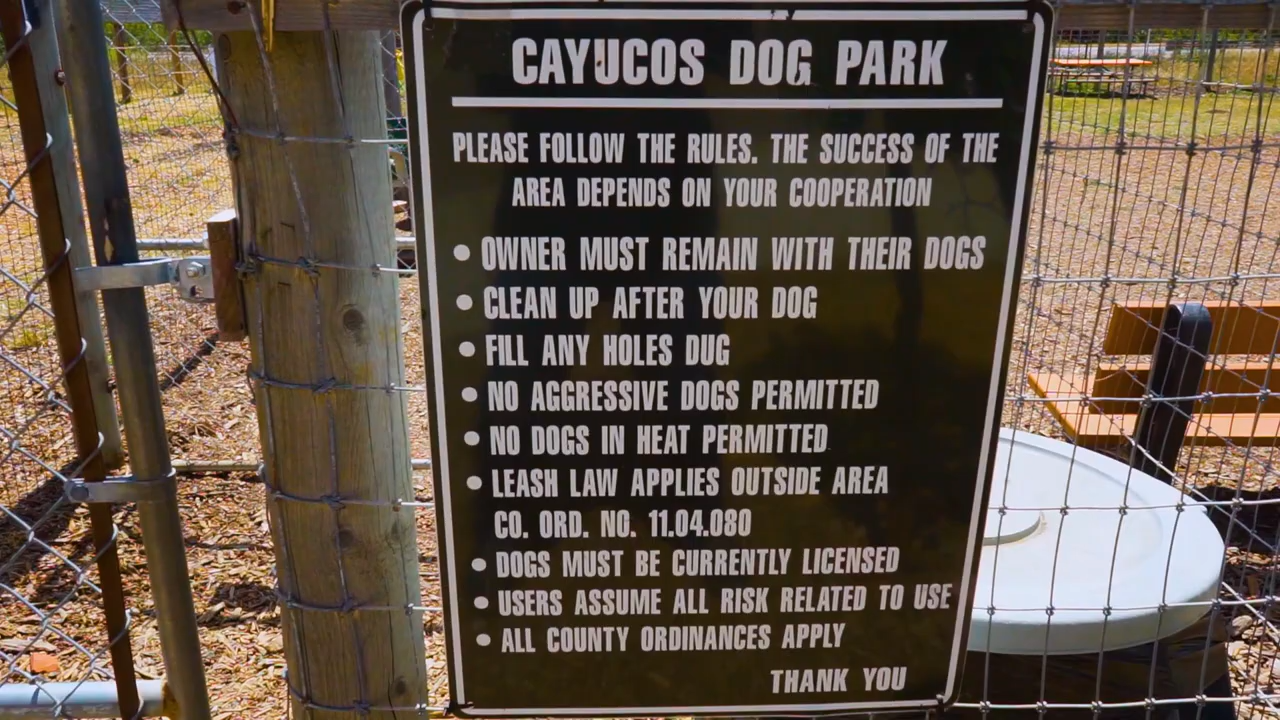 CAYUCOS DOG PARK
PLEASE FOLLOW THE RULES. THE SUCCESS OF THE
AREA DEPENDS ON YOUR COOPERATION
• OWNER MUST REMAIN WITH THEIR DOGS
• CLEAN UP AFTER YOUR DOG
• FILL ANY HOLES DUG
• NO AGGRESSIVE DOGS PERMITTED
• NO DOGS IN HEAT PERMITTED
• LEASH LAW APPLIES OUTSIDE AREA
CO. ORD. NO. 11.04.080
• DOGS MUST BE CURRENTLY LICENSED
• USERS ASSUME ALL RISK RELATED TO USE
• ALL COUNTY ORDINANCES APPLY
THANK YOU